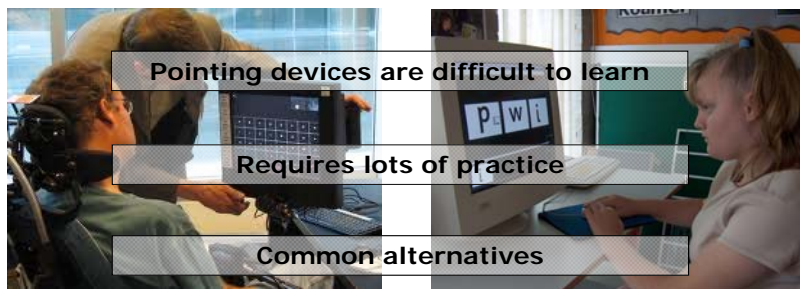 Pointing devices are difficult to learn
Requires lots of practice
Common alternatives
p w i